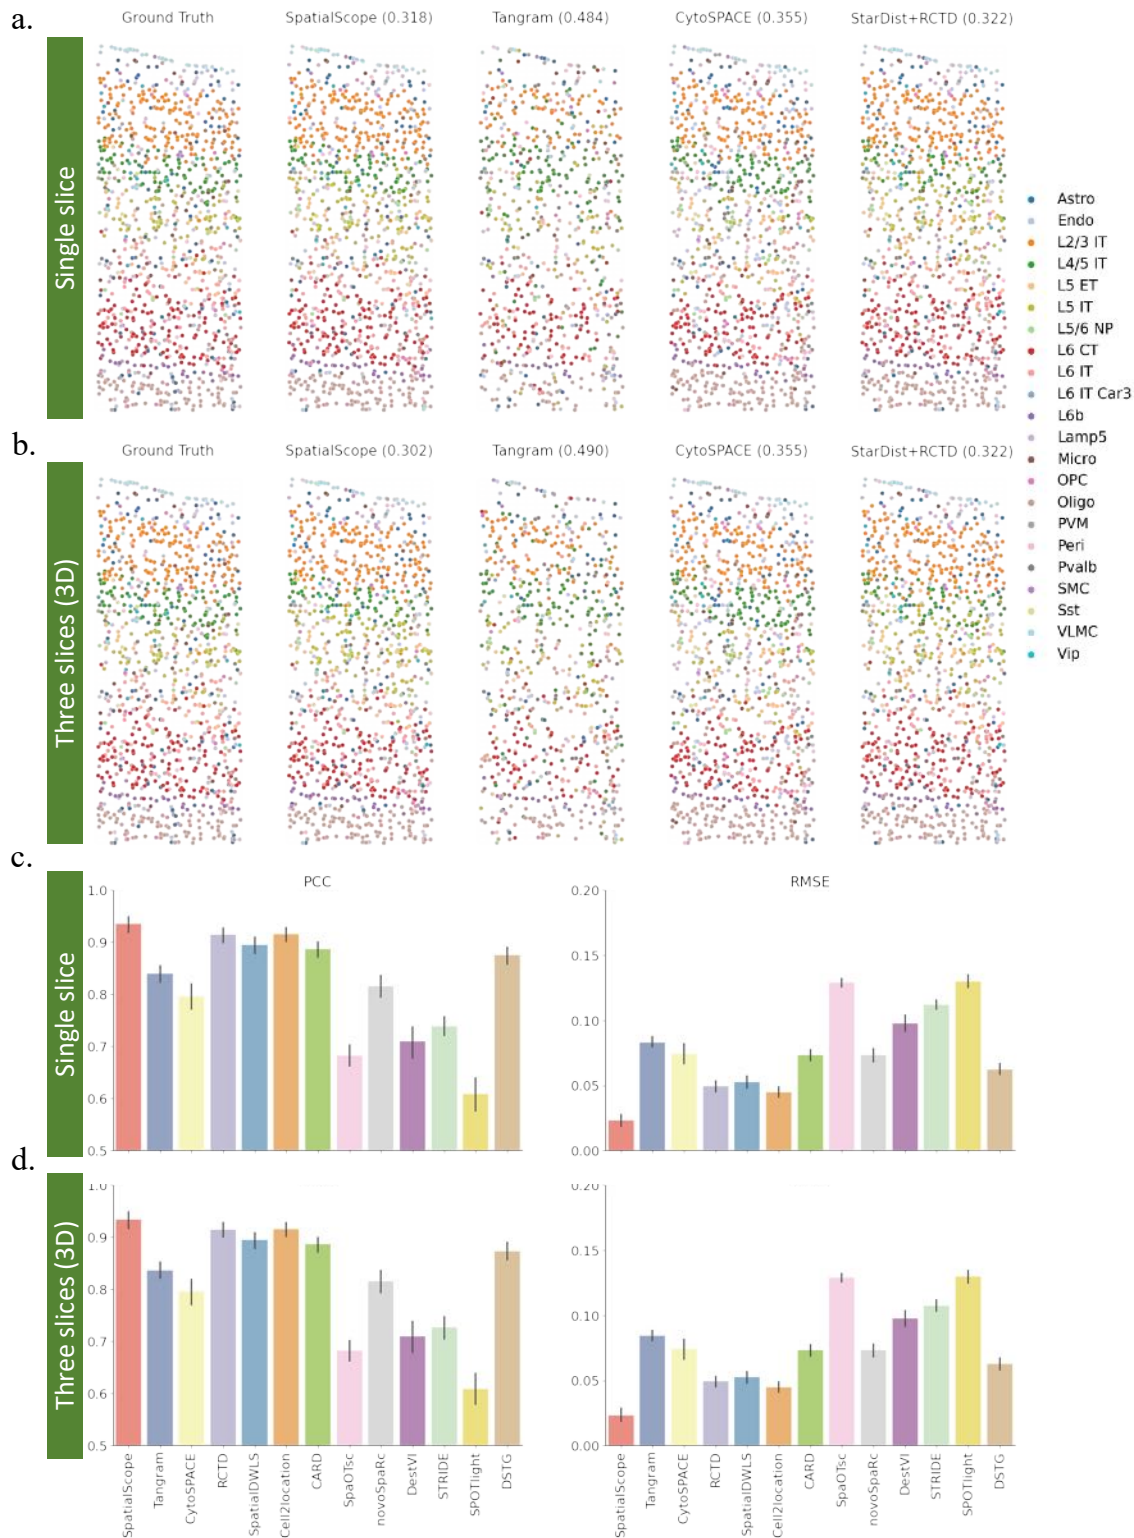 a.
Ground Truth
SpatialScope (0.318)
Tangram (0.484)
CytoSPACE (0.355)
StarDist+RCTD (0.322)
Single slice
Astro
Endo
L2/3 IT
L4/5 IT
L5 ET
L5 IT
L5/6 NP
L6 CT
L6 IT
L6 IT Car3
L6b
Lamp5
Micro
OPC
Oligo
PVM
Peri
Pvalb
SMC
Sst
VLMC
Vip
b.
Ground Truth
SpatialScope (0.302)
Tangram (0.490)
CytoSPACE (0.355)
StarDist+RCTD (0.322)
Three slices (3D)
c.
Single slice
PCC
1.0
0.9
0.8
0.7
0.6
0.5
RMSE
0.20
0.15
0.10
0.05
0.00
d.
Three slices (3D)
1.0
0.9
0.8
0.7
0.6
0.5
SpatialScope
Tangram
CytoSPACE
RCTD
SpatialDWLS
Cell2location
CARD
SpaOTsc
novoSpaRc
DestVI
STRIDE
SPOTlight
DSTG
0.20
0.15
0.10
0.05
0.00
SpatialScope
Tangram
CytoSPACE
RCTD
SpatialDWLS
Cell2location
CARD
SpaOTsc
novoSpaRc
DestVI
STRIDE
SPOTlight
DSTG